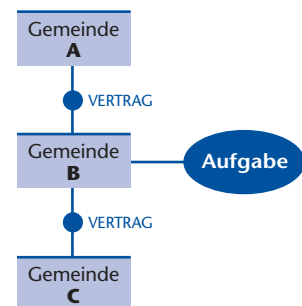 Gemeinde
A
VERTRAG
Gemeinde
B
Aufgabe
VERTRAG
Gemeinde
C